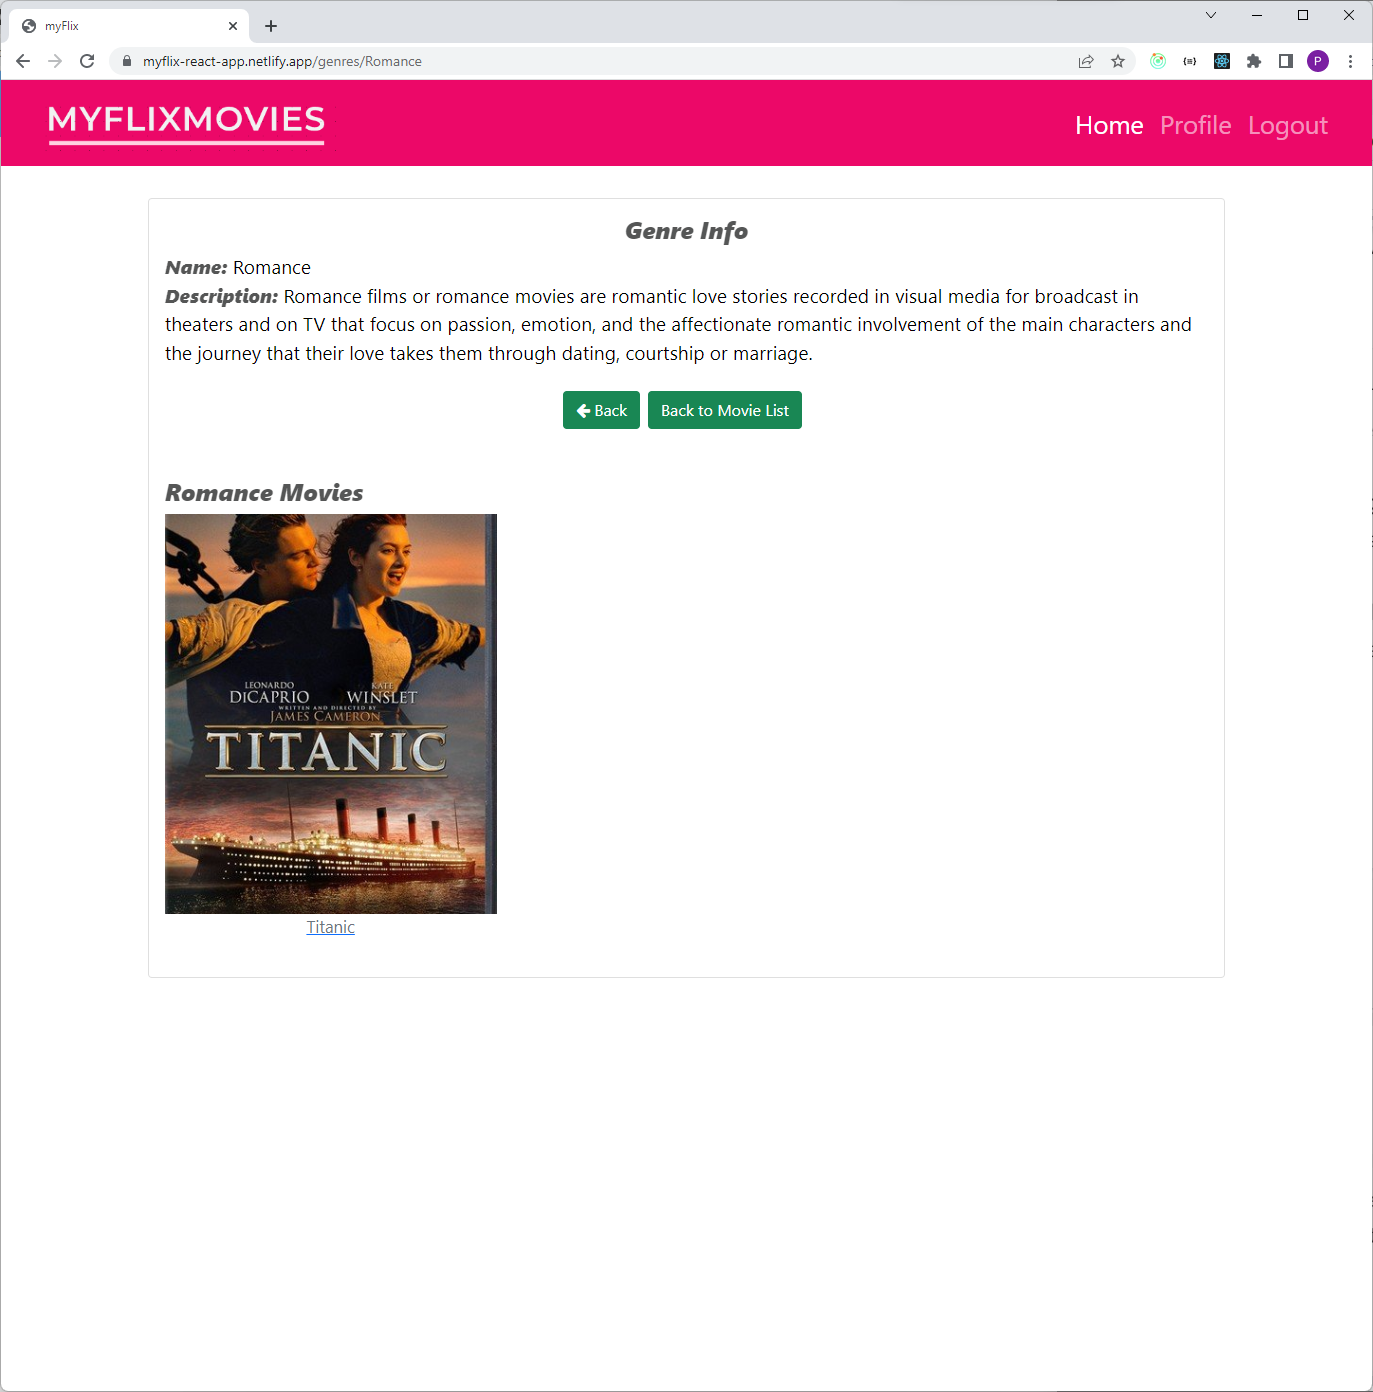 myFlix
myflix-react-app.netlify.app/genres/Romance
P
MYFLIXMOVIES
Home Profile Logout
Genre Info
Name: Romance
Description: Romance films or romance movies are romantic love stories recorded in visual media for broadcast in
theaters and on TV that focus on passion, emotion, and the affectionate romantic involvement of the main characters and
the journey that their love takes them through dating, courtship or marriage.
Back Back to Movie List
Romance Movies
LEONARDO DICAPRIO KATE WINSLET
WRITTEN AND DIRECTED BY
JAMES CAMERON
TITANIC
Titanic